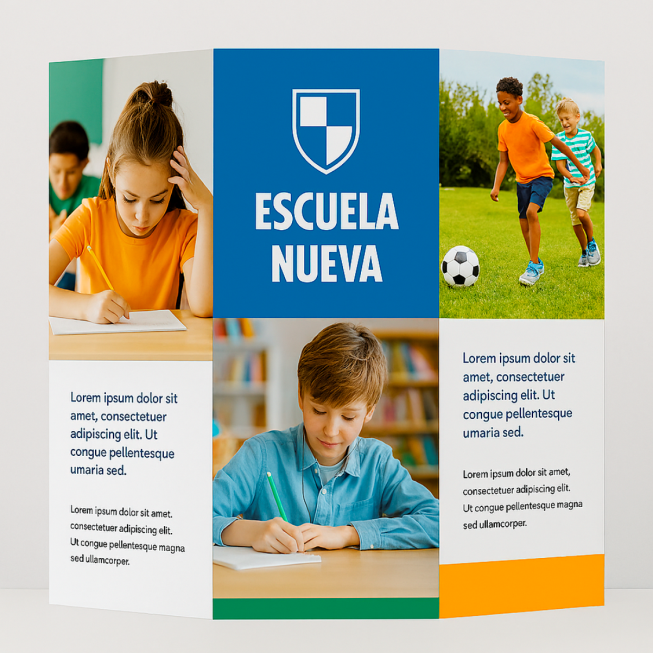 Lorem ipsum dolor sit
amet, consectetuer
adipiscing elit. Ut
congue pellentesque
umaria sed.
Lorem ipsum dolor sit amet.
consectetuer adipiscing elit.
Ut congue pellentesque magna
sed ullamcorper.
ESCUELA
NUEVA
Lorem ipsum dolor sit
amet, consectetuer
adipiscing elit. Ut
congue pellentesque
umaria sed.
Lorem ipsum dolor sit amet,
consectetuer adipiscing elit.
Ut congue pellentesque magna
sed ullamcorper.